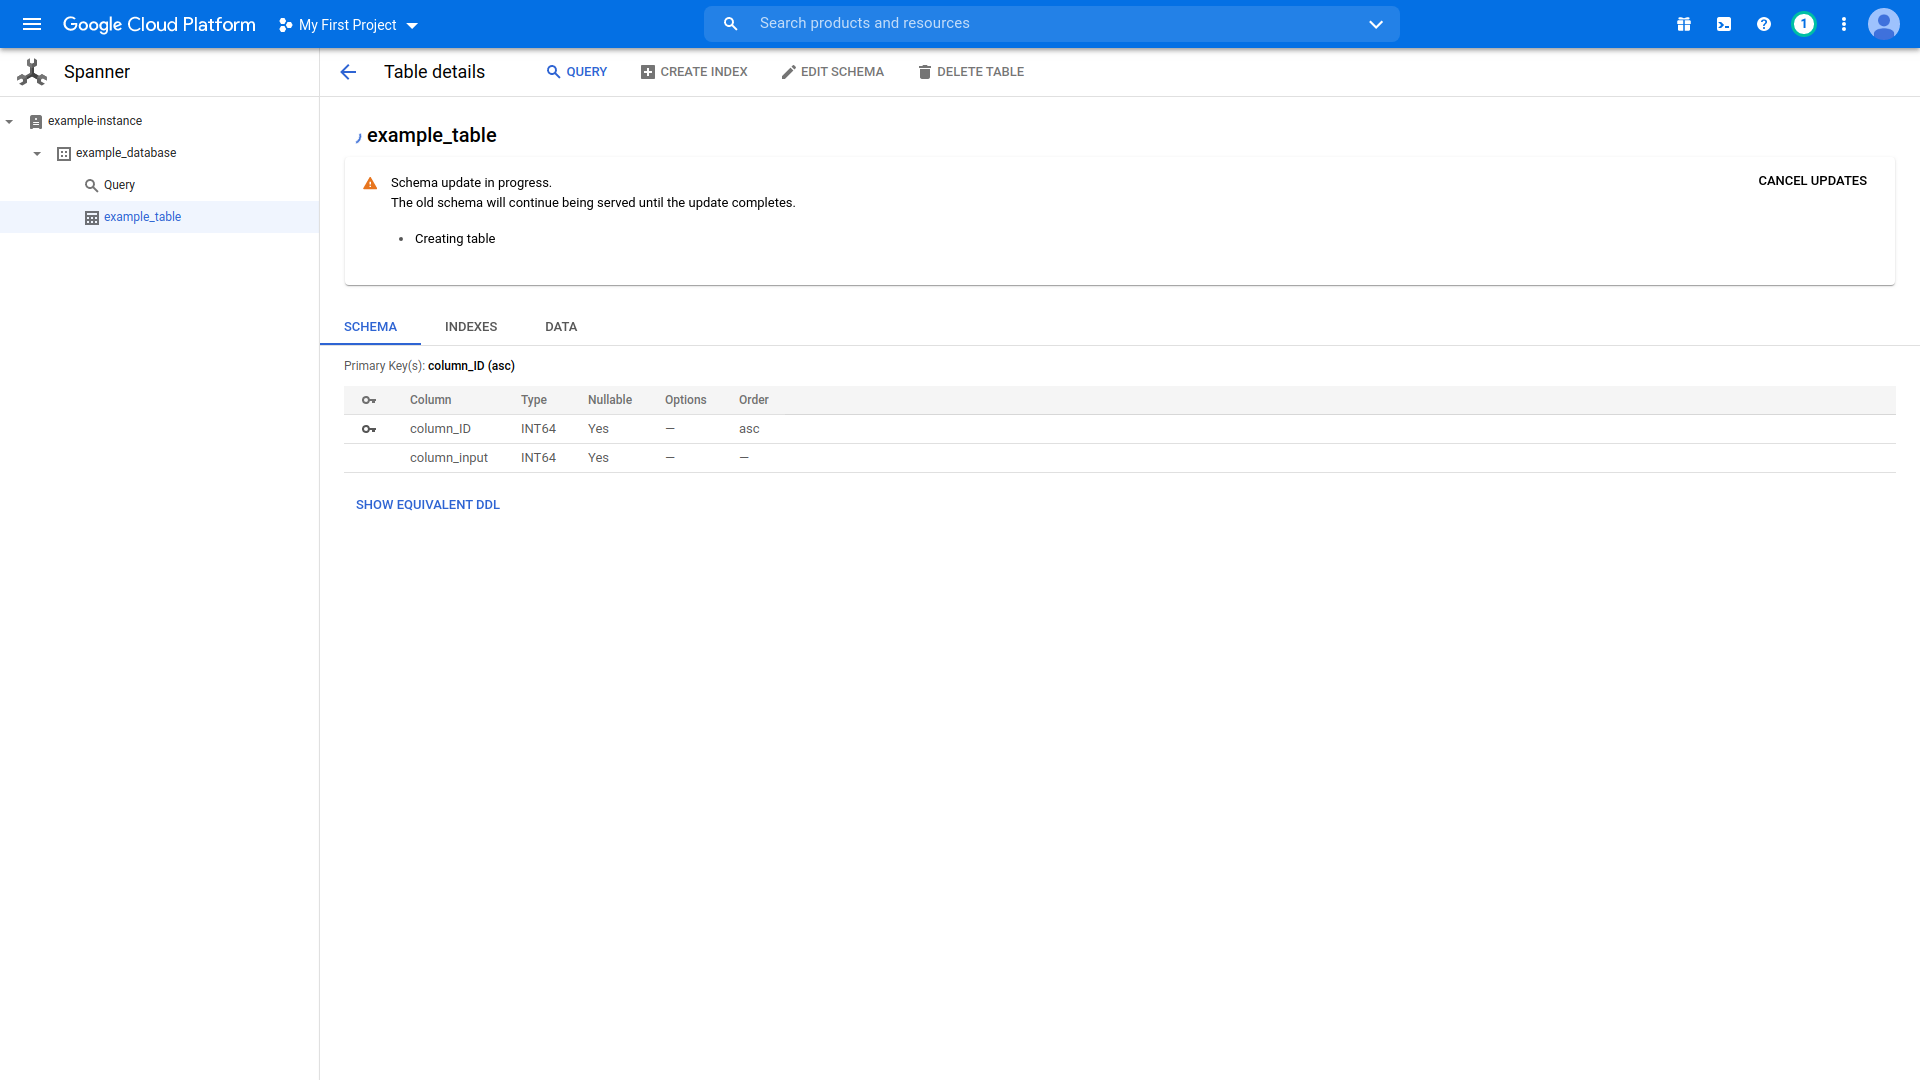 Google Cloud Platform
My First Project
Search products and resources
1
Spanner
Table details
QUERY
CREATE INDEX
EDIT SCHEMA
DELETE TABLE
example-instance
example_database
Query
example_table
example_table
Schema update in progress.
The old schema will continue being served until the update completes.
• Creating table
CANCEL UPDATES
SCHEMA INDEXES DATA
Primary Key(s): column_ID (asc)
Column Type Nullable Options Order
column_ID INT64 Yes — asc
column_input INT64 Yes — —
SHOW EQUIVALENT DDL